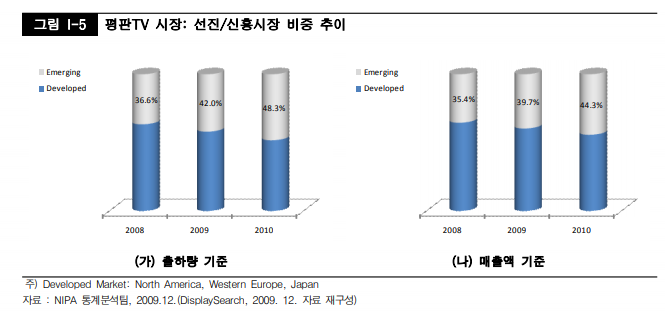 그림 I-5 평판TV 시장: 선진/신흥시장 비중 추이
Emerging
Developed
36.6%
42.0%
48.3%
2008
2009
2010
(가) 출하량 기준
Emerging
Developed
35.4%
39.7%
44.3%
2008
2009
2010
(나) 매출액 기준
주) Developed Market: North America, Western Europe, Japan
자료 : NIPA 통계분석팀, 2009.12.(DisplaySearch, 2009. 12. 자료 재구성)